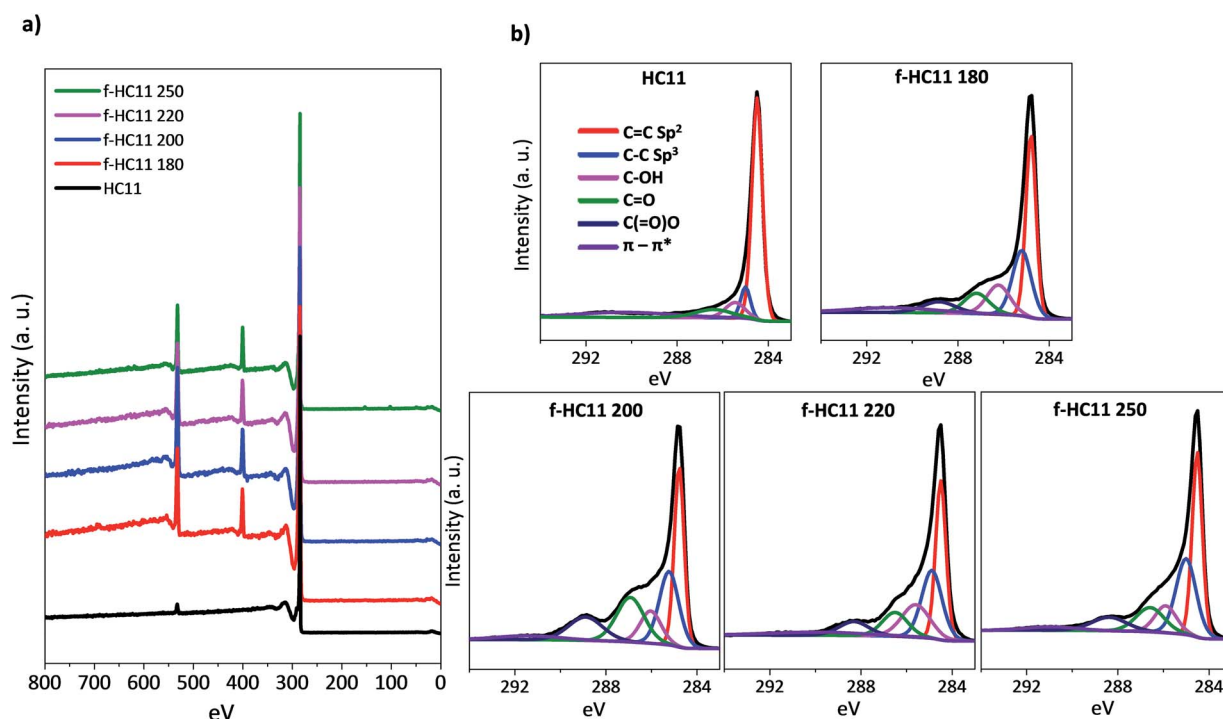 a)
f-HC11 250
f-HC11 220
f-HC11 200
f-HC11 180
HC11
Intensity (a. u.)
800 700 600 500 400 300 200 100 0
eV
b)
HC11
C=C Sp²
C-C Sp³
C-OH
C=O
C(=O)O
π – π*
Intensity (a. u.)
292 288 284
eV
f-HC11 180
292 288 284
eV
f-HC11 200
Intensity (a. u.)
292 288 284
eV
f-HC11 220
292 288 284
eV
f-HC11 250
292 288 284
eV